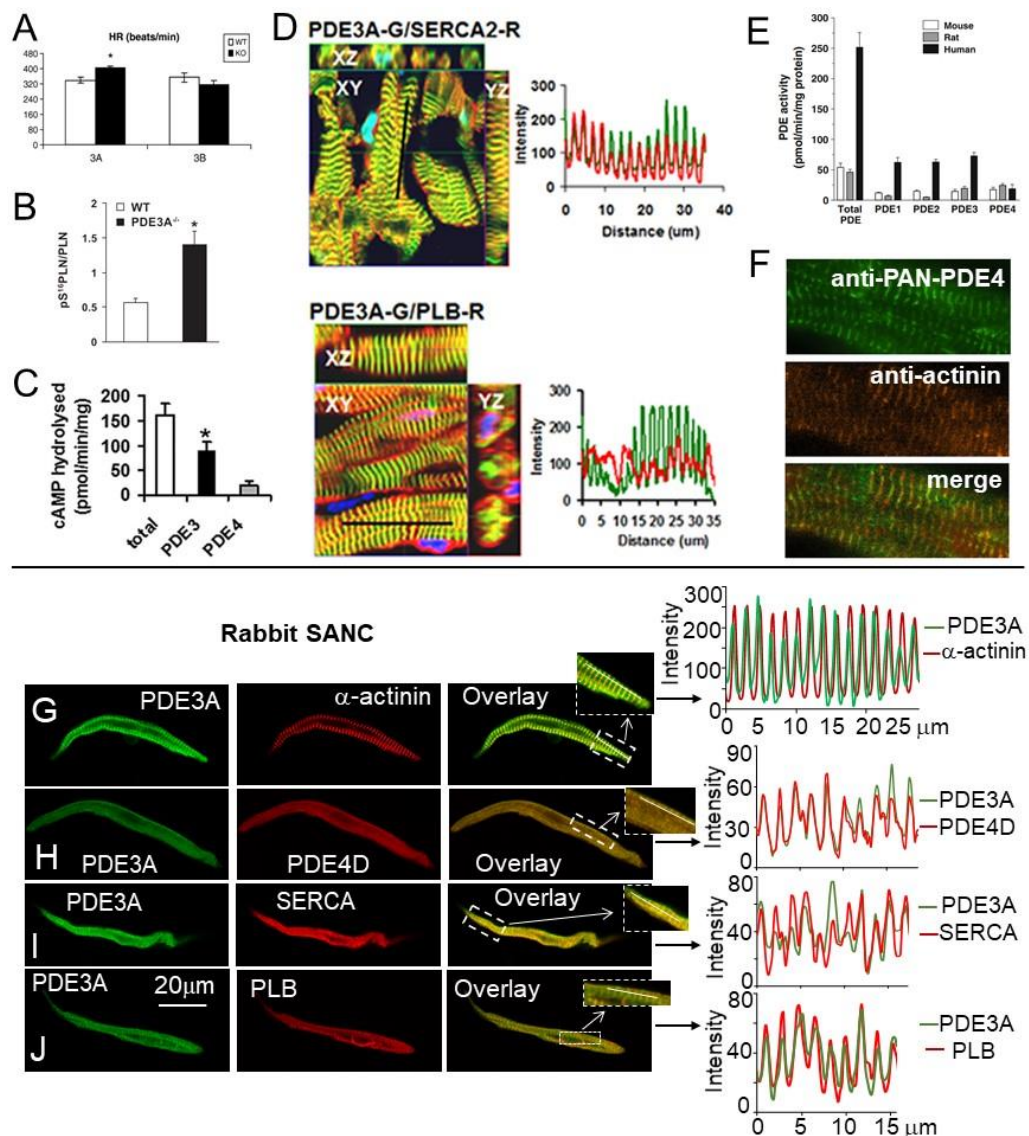 A
HR (beats/min)
WT
KO
480
400
320
240
160
80
0
*
3A
3B
B
WT
PDE3A-/-
pS16PLN/PLN
2
1.5
1
0.5
0
*
C
cAMP hydrolysed
(pmol/min/mg)
200
150
100
50
0
*
total
PDE3
PDE4
D
PDE3A-G/SERCA2-R
XZ
XY
YZ
Intensity
300
200
100
0
0 10 20 30 40
Distance (um)
PDE3A-G/PLB-R
XZ
XY
YZ
Intensity
300
200
100
0
0 5 10 15 20 25 30 35
Distance (um)
E
Mouse
Rat
Human
PDE activity
(pmol/min/mg protein)
300
250
200
150
100
50
0
Total
PDE
PDE1
PDE2
PDE3
PDE4
F
anti-PAN-PDE4
anti-actinin
merge
Rabbit SANC
G
PDE3A
α-actinin
Overlay
Intensity
300
200
100
0
0 5 10 15 20 25 μm
PDE3A
α-actinin
H
PDE3A
PDE4D
Overlay
Intensity
90
60
30
0
PDE3A
PDE4D
I
PDE3A
SERCA
Overlay
Intensity
80
40
0
PDE3A
SERCA
J
PDE3A
20μm
PLB
Overlay
Intensity
80
40
0
0 5 10 15 μm
PDE3A
PLB